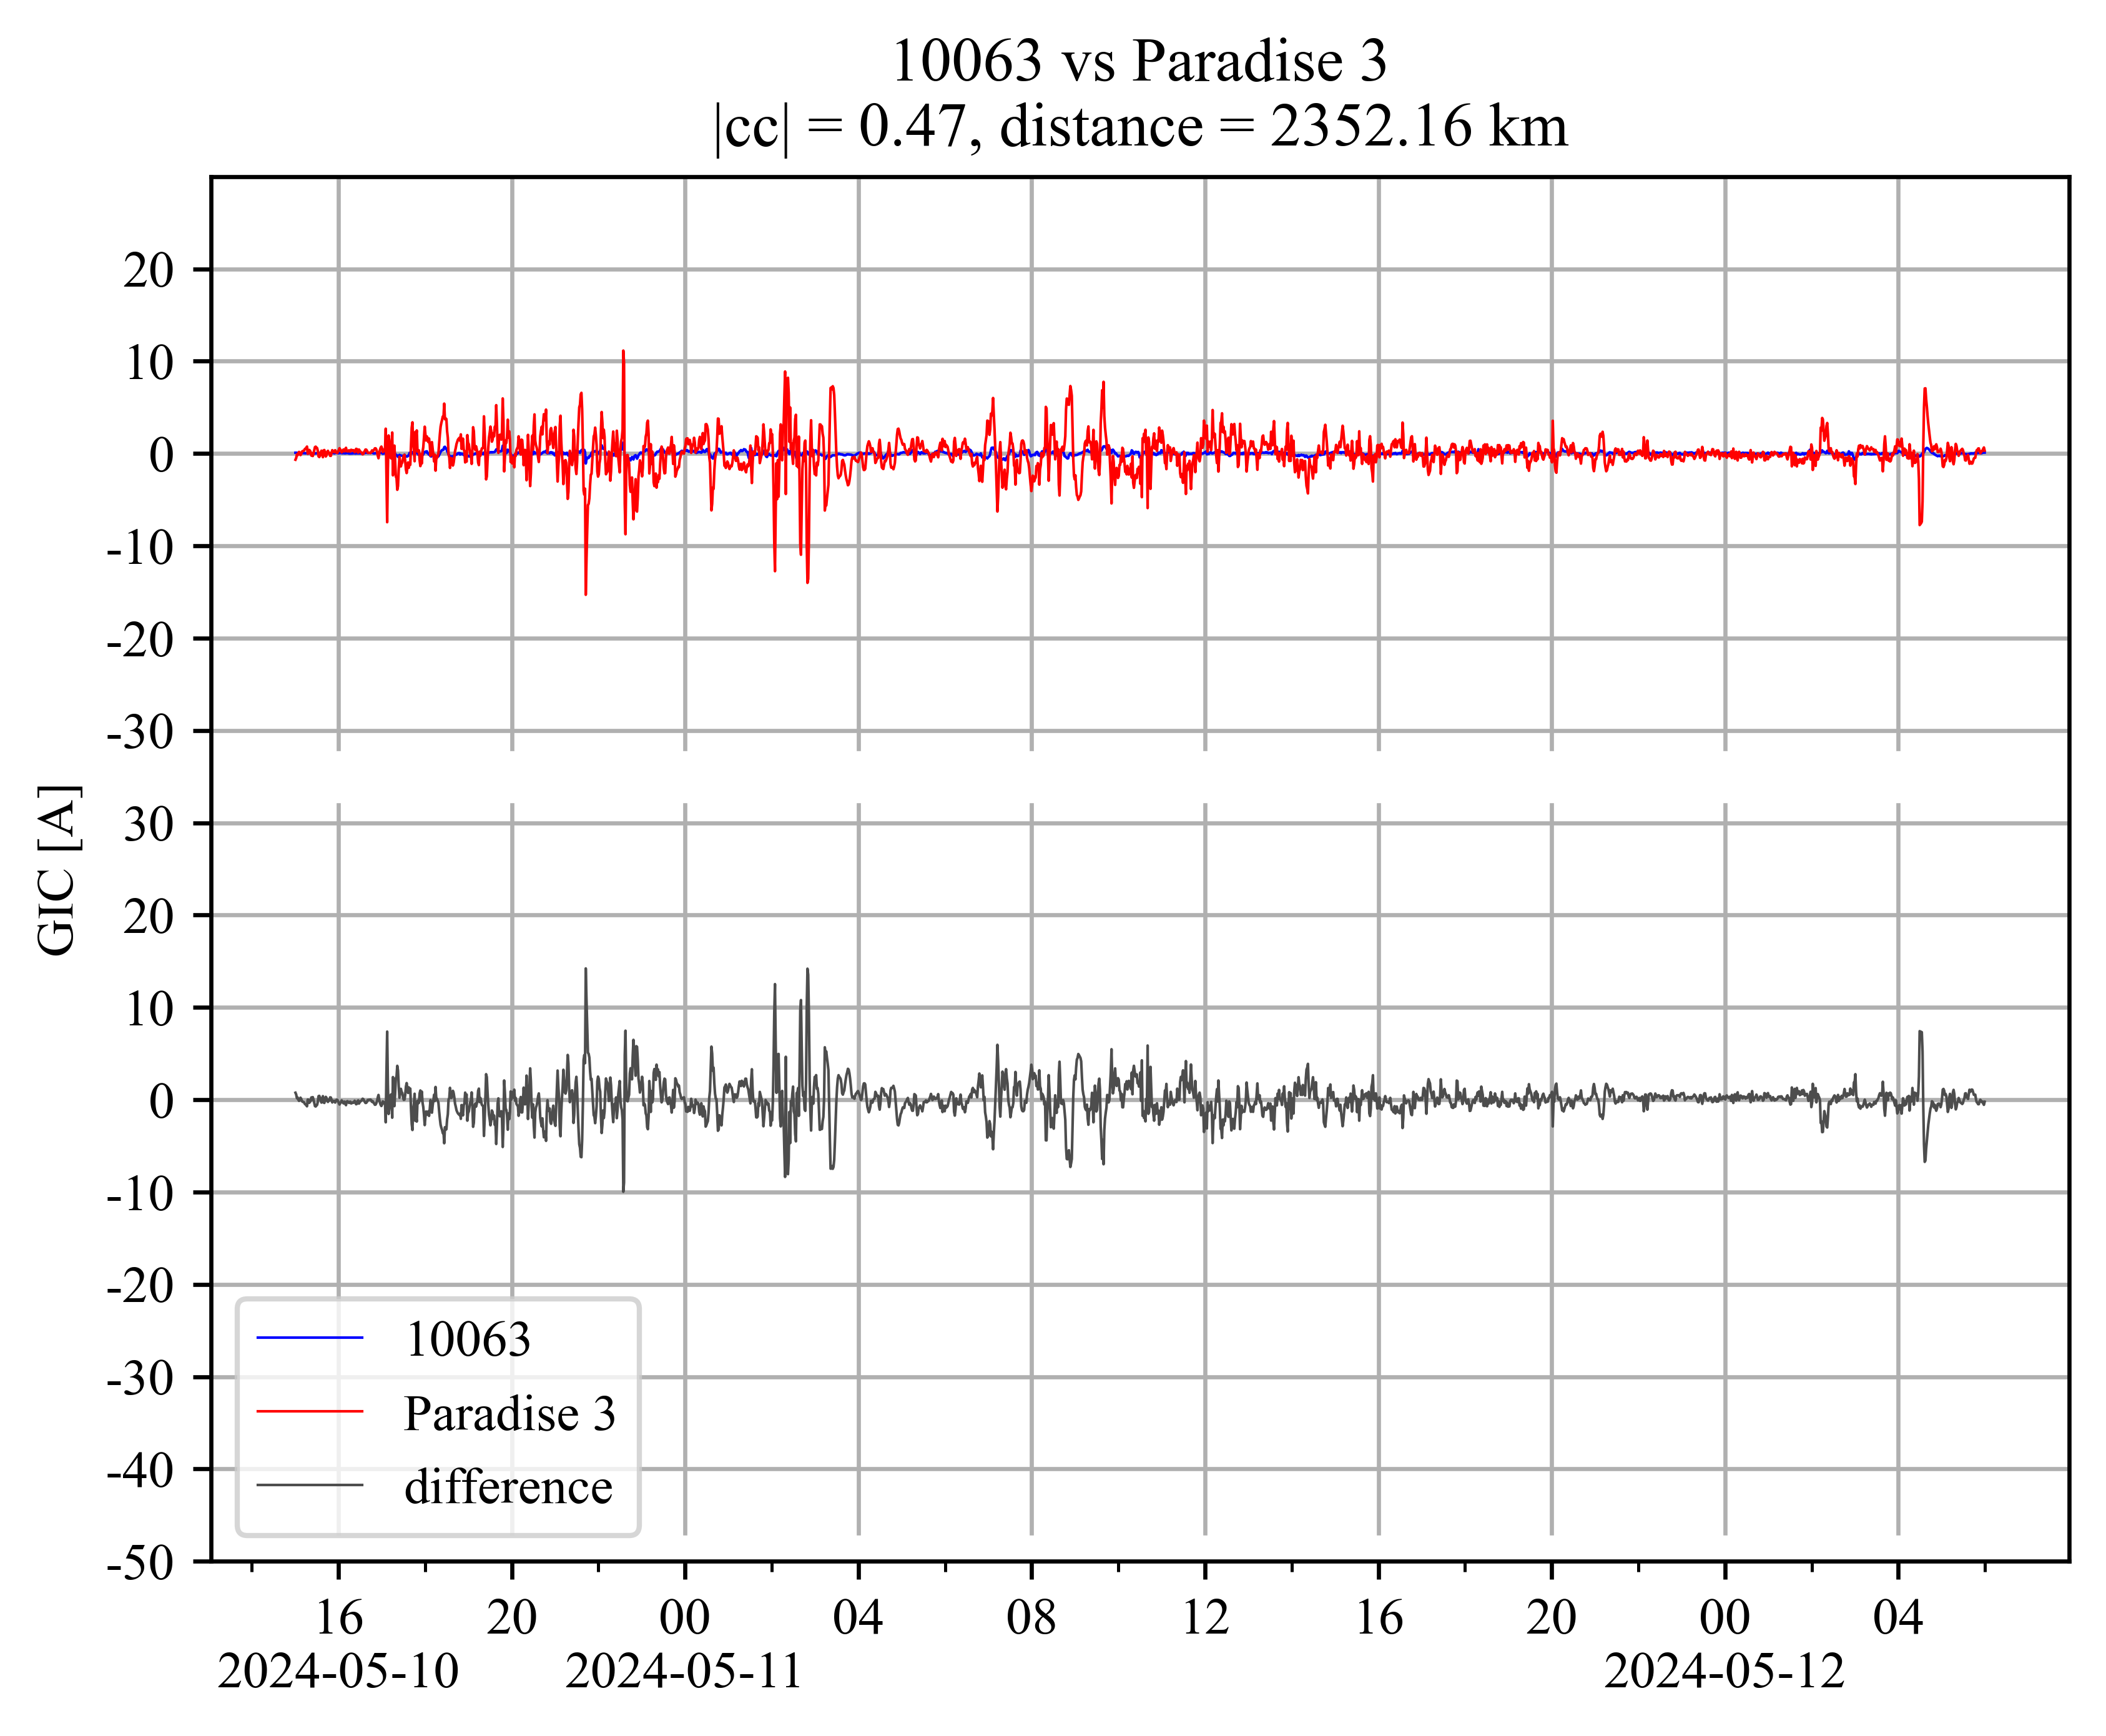 10063 vs Paradise 3
|cc| = 0.47, distance = 2352.16 km
GIC [A]
20
10
0
-10
-20
-30
30
20
10
0
-10
-20
-30
-40
-50
10063
Paradise 3
difference
16 20 00 04 08 12 16 20 00 04
2024-05-10 2024-05-11 2024-05-12